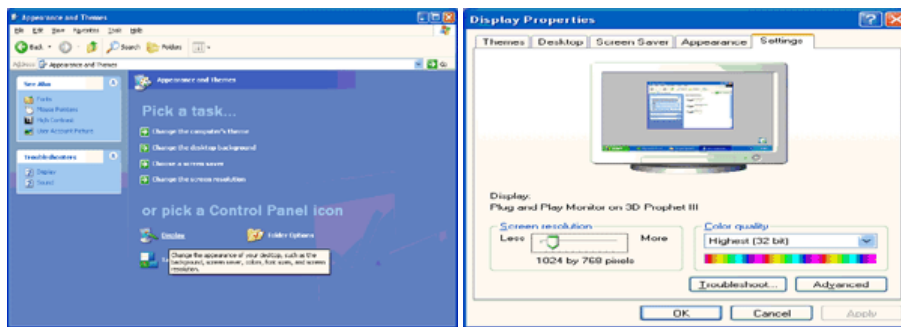 Appearance and Themes
File Edit View Favorites Tools Help
Back Search Folders
Address Appearance and Themes Go
See Also
Fonts
Mouse Pointers
High Contrast
User Account Picture
Troubleshooters
Display
Sound
Appearance and Themes
Pick a task...
Change the computer's theme
Change the desktop background
Choose a screen saver
Change the screen resolution
or pick a Control Panel icon
Display Folder Options
Change the appearance of your desktop, such as the
background, screen saver, colors, font sizes, and screen
resolution.
Display Properties
Themes Desktop Screen Saver Appearance Settings
Display:
Plug and Play Monitor on 3D Prophet III
Screen resolution
Less More
1024 by 768 pixels
Color quality
Highest (32 bit)
Troubleshoot... Advanced
OK Cancel Apply